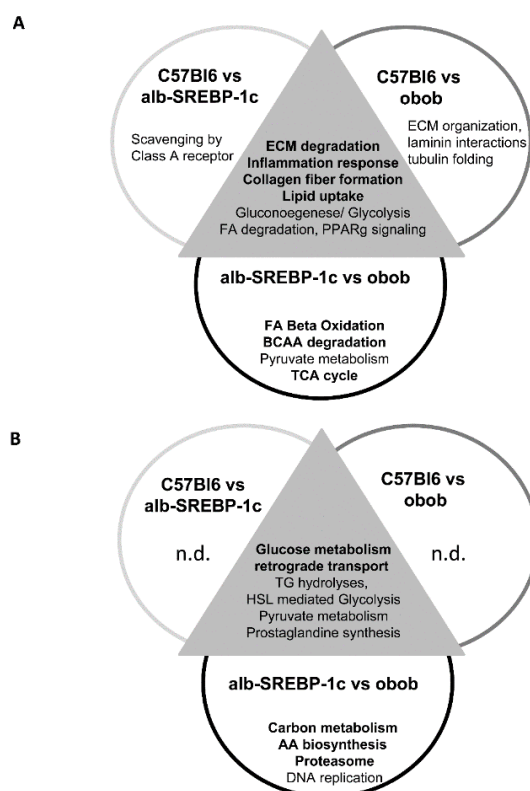 A
C57Bl6 vs
alb-SREBP-1c
Scavenging by
Class A receptor
C57Bl6 vs
obob
ECM organization,
laminin interactions
tubulin folding
ECM degradation
Inflammation response
Collagen fiber formation
Lipid uptake
Gluconoegenese/ Glycolysis
FA degradation, PPARg signaling
alb-SREBP-1c vs obob
FA Beta Oxidation
BCAA degradation
Pyruvate metabolism
TCA cycle
B
C57Bl6 vs
alb-SREBP-1c
n.d.
C57Bl6 vs
obob
n.d.
Glucose metabolism
retrograde transport
TG hydrolyses,
HSL mediated Glycolysis
Pyruvate metabolism
Prostaglandine synthesis
alb-SREBP-1c vs obob
Carbon metabolism
AA biosynthesis
Proteasome
DNA replication